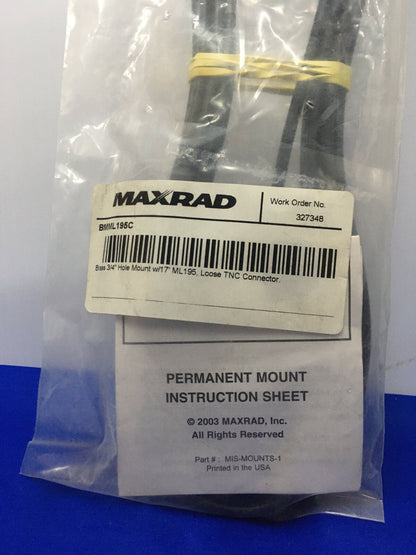 MAXRAD
Work Order No.
327348
BMML195C
Brass 3/4" Hole Mount w/17' ML195, Loose TNC Connector.
PERMANENT MOUNT
INSTRUCTION SHEET
© 2003 MAXRAD, Inc.
All Rights Reserved
Part # : MIS-MOUNTS-1
Printed in the USA